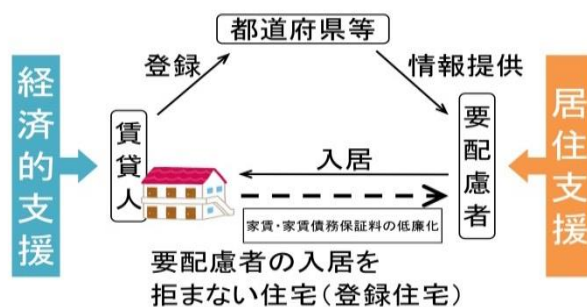 都道府県等
登録
情報提供
経済的支援
賃貸人
入居
要配慮者
居住支援
家賃・家賃債務保証料の低廉化
要配慮者の入居を
拒まない住宅(登録住宅)